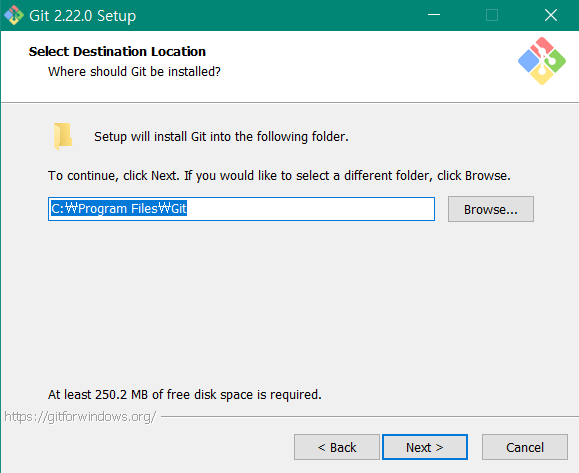 Git 2.22.0 Setup
Select Destination Location
Where should Git be installed?
Setup will install Git into the following folder.
To continue, click Next. If you would like to select a different folder, click Browse.
C:₩Program Files₩Git
Browse...
At least 250.2 MB of free disk space is required.
https://gitforwindows.org/
< Back
Next >
Cancel